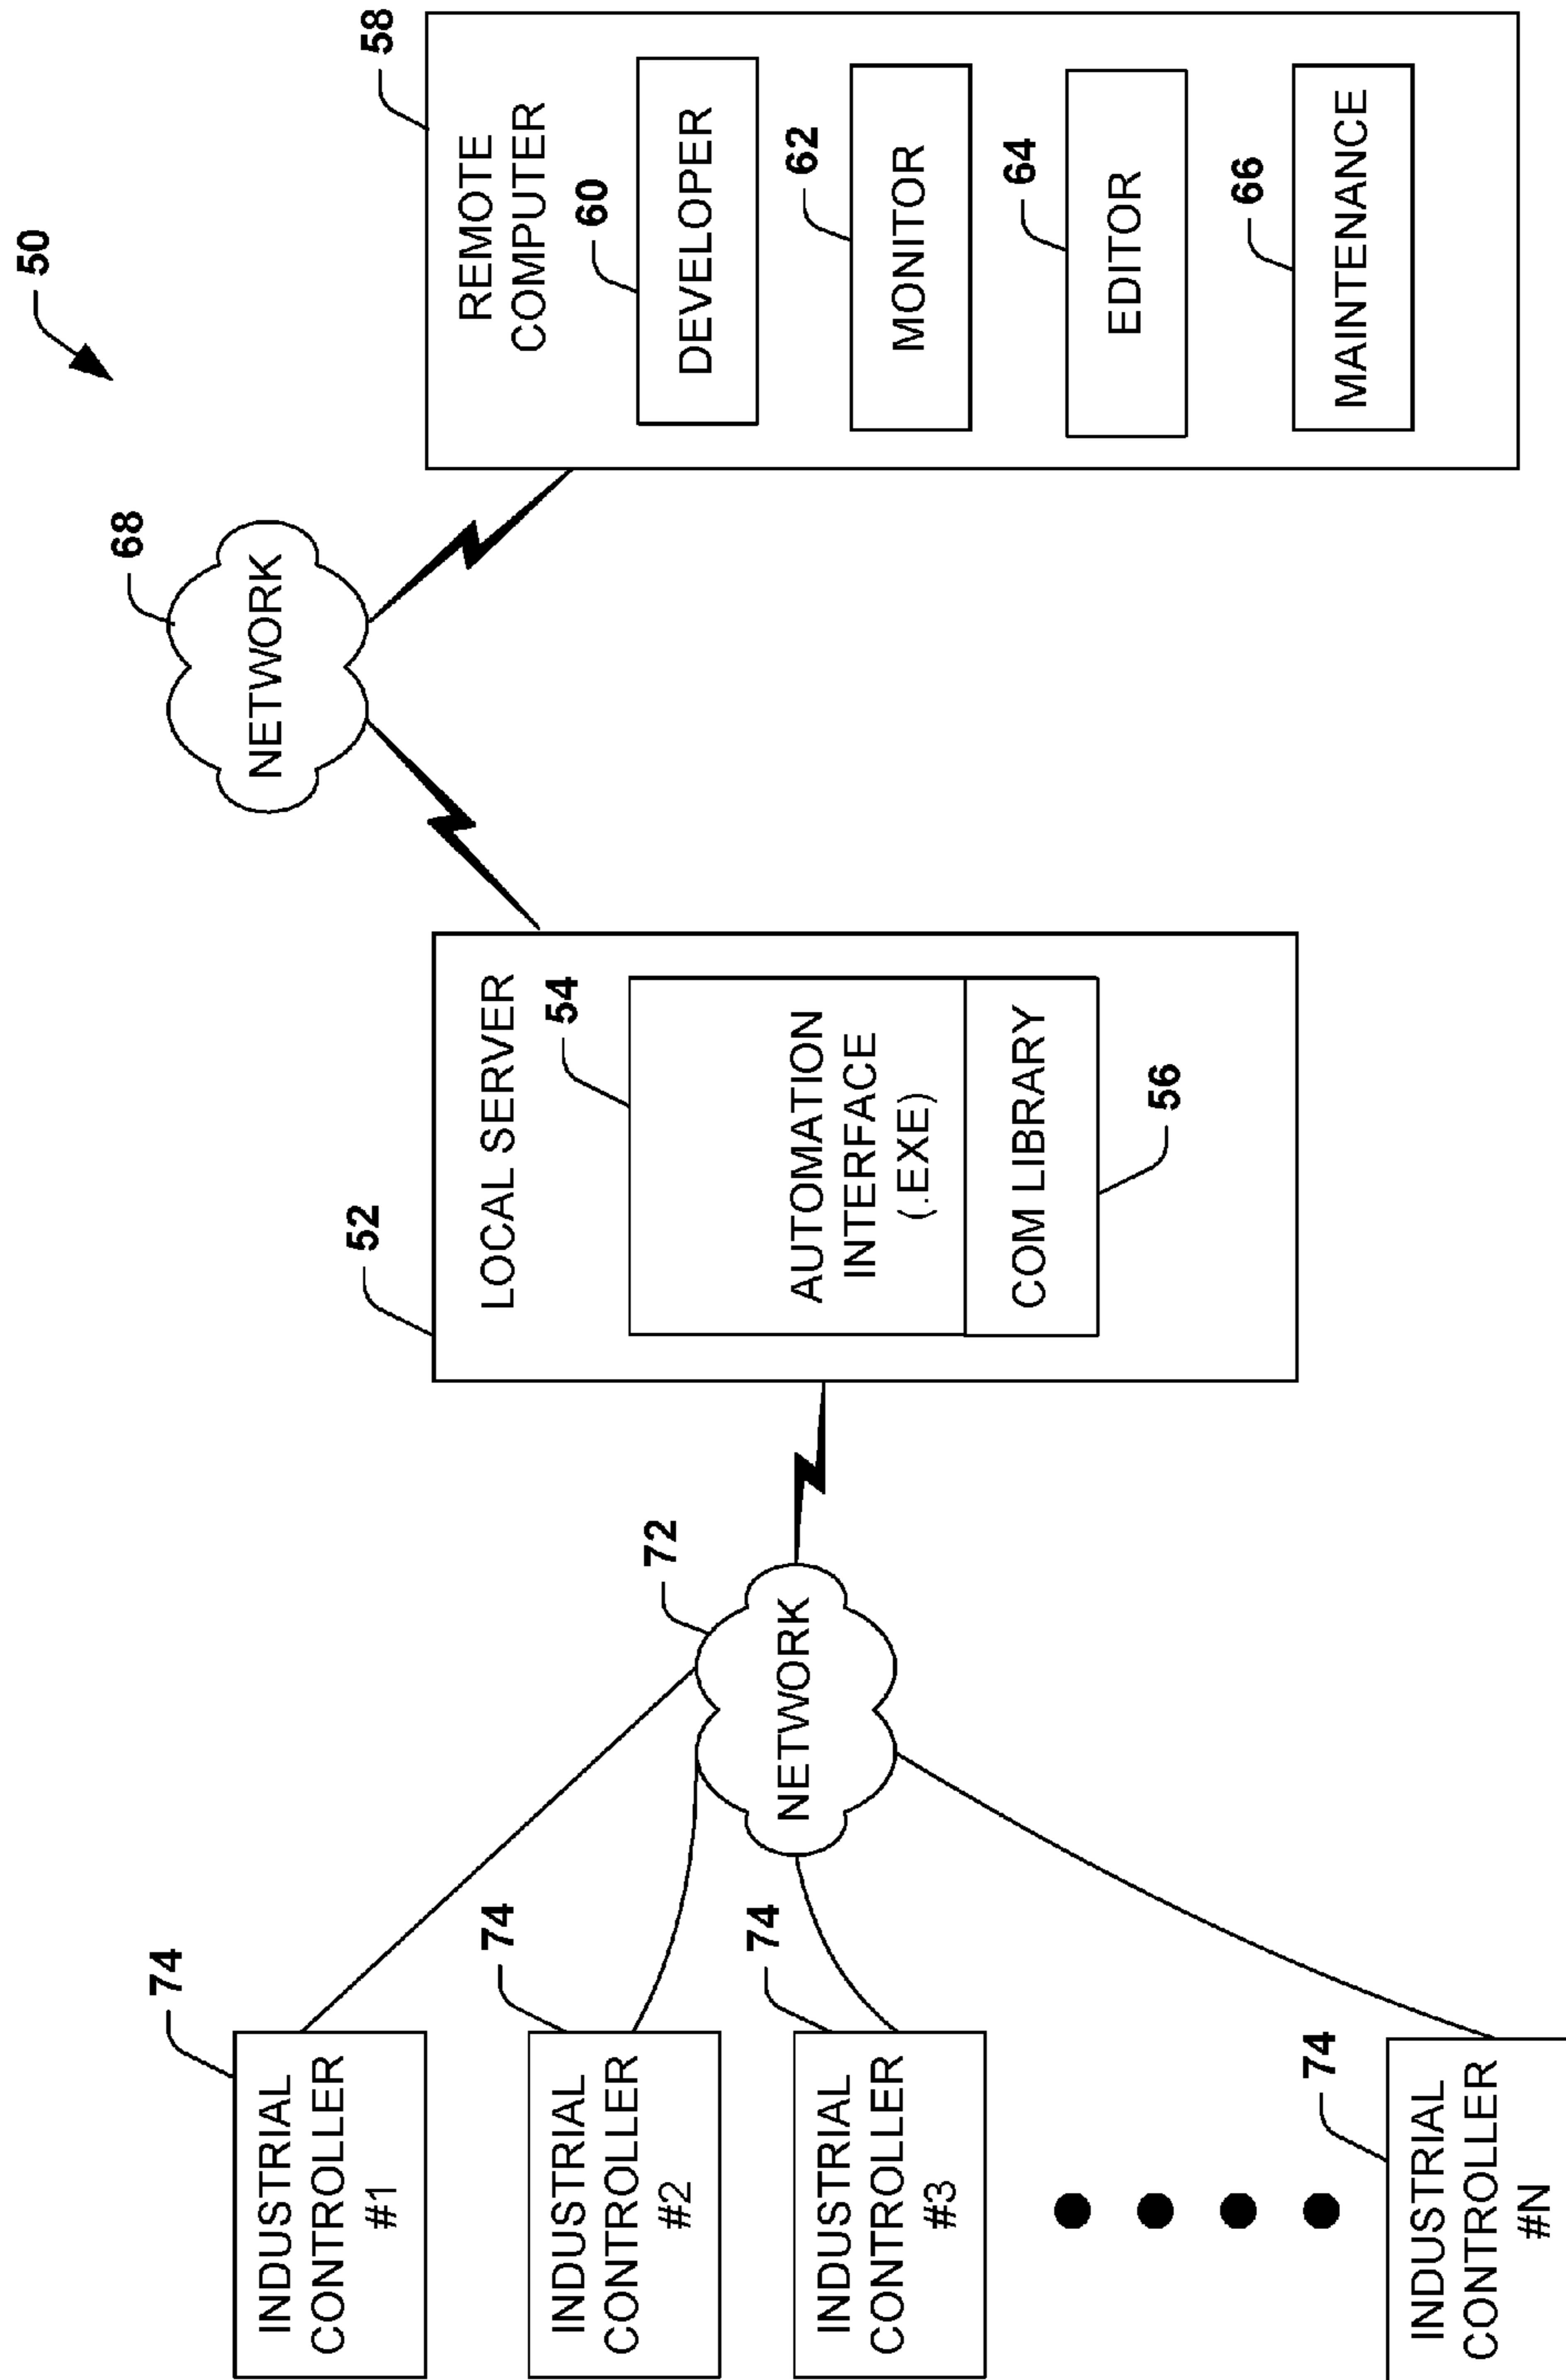 50
74
INDUSTRIAL
CONTROLLER
#1
74
INDUSTRIAL
CONTROLLER
#2
74
INDUSTRIAL
CONTROLLER
#3
74
INDUSTRIAL
CONTROLLER
#N
72
NETWORK
52
LOCAL SERVER
54
AUTOMATION
INTERFACE
(.EXE)
COM LIBRARY
56
68
NETWORK
58
REMOTE
COMPUTER
60
DEVELOPER
62
MONITOR
64
EDITOR
66
MAINTENANCE